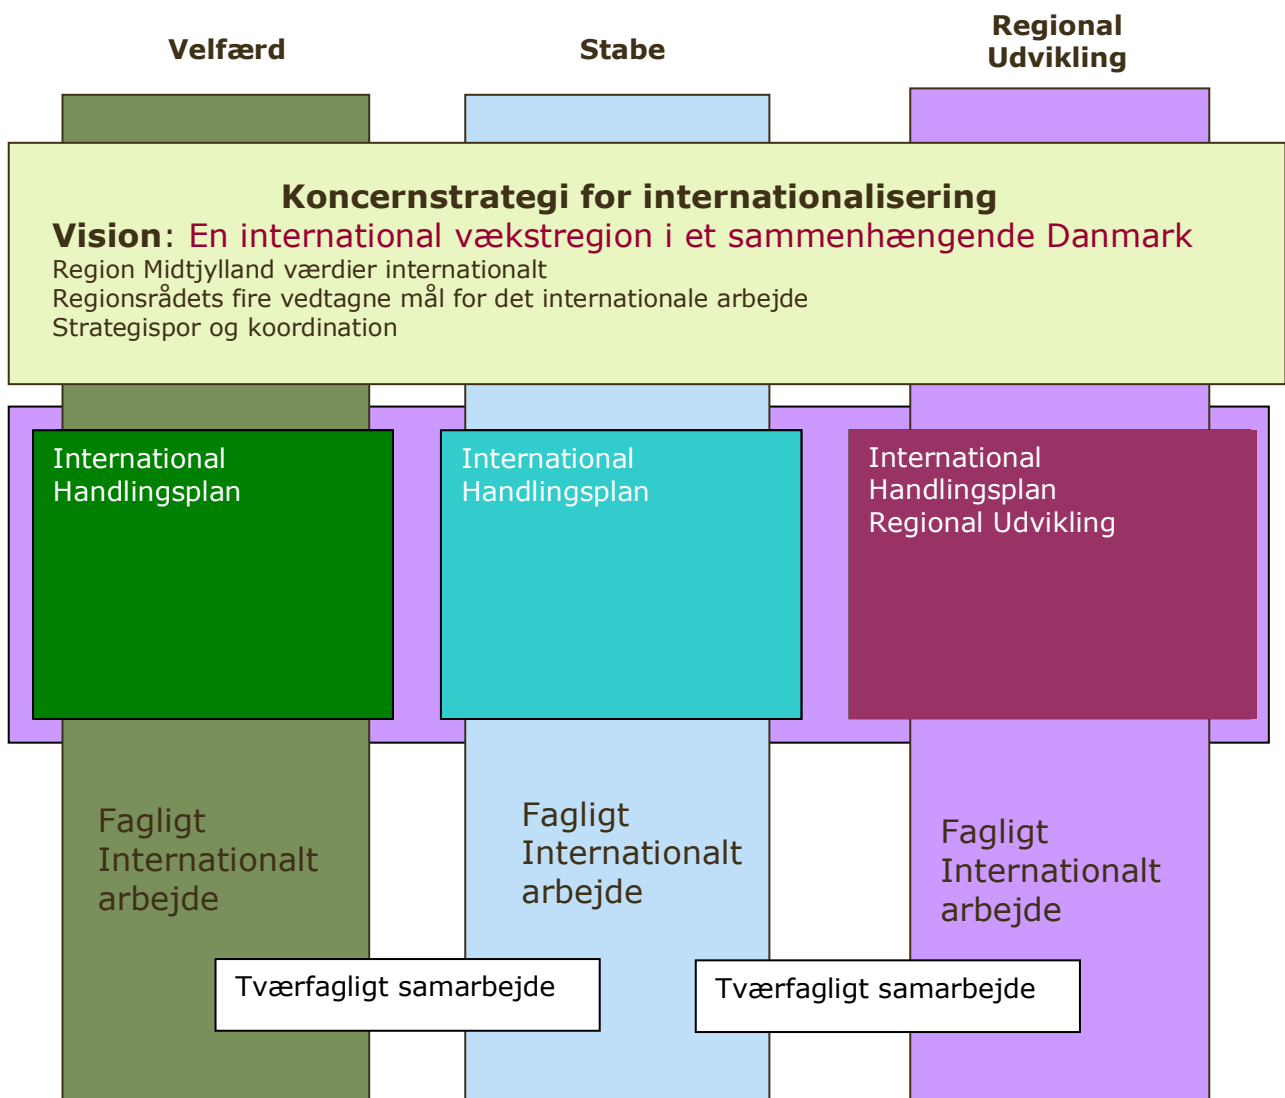 Velfærd
Stabe
Regional
Udvikling
Koncernstrategi for internationalisering
Vision: En international vækstregion i et sammenhængende Danmark
Region Midtjylland værdier internationalt
Regionsrådets fire vedtagne mål for det internationale arbejde
Strategispor og koordination
International
Handlingsplan
International
Handlingsplan
International
Handlingsplan
Regional Udvikling
Fagligt
Internationalt
arbejde
Fagligt
Internationalt
arbejde
Fagligt
Internationalt
arbejde
Tværfagligt samarbejde
Tværfagligt samarbejde